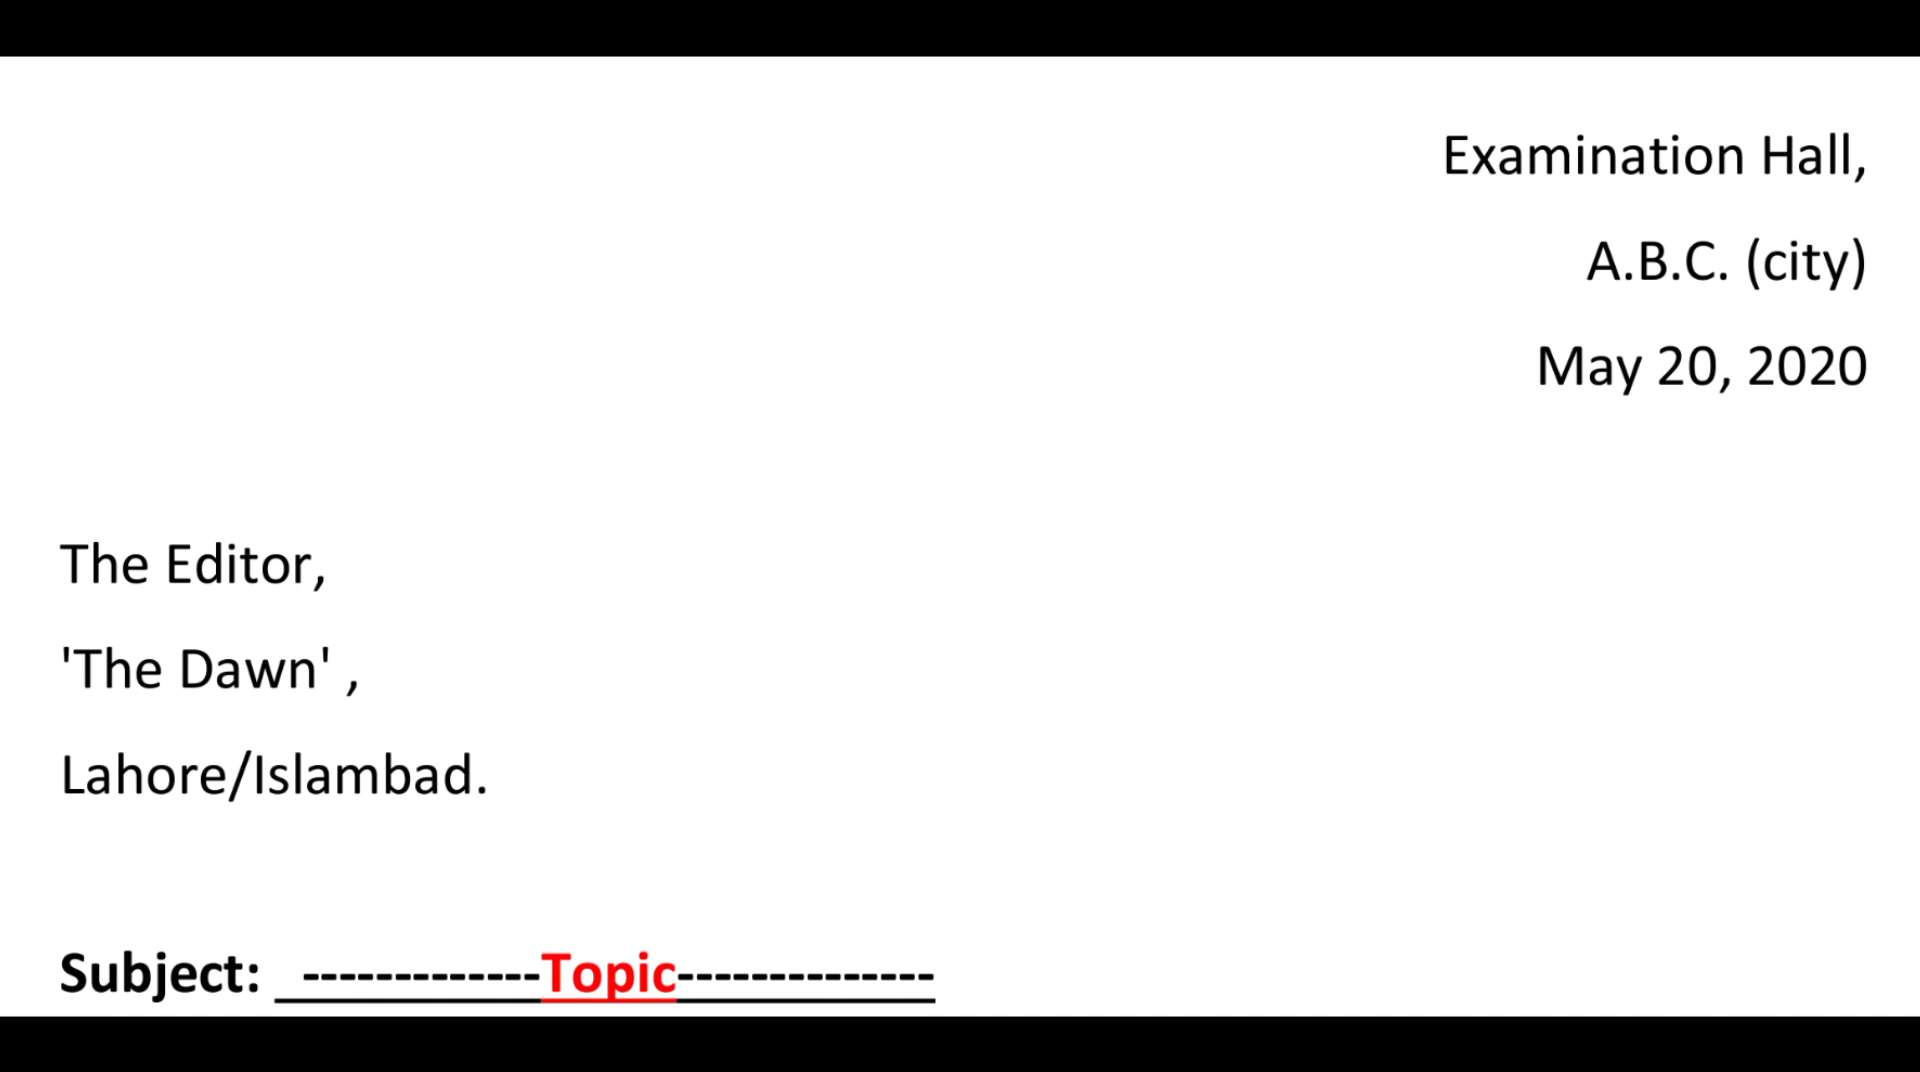 Examination Hall,
A.B.C. (city)
May 20, 2020
The Editor,
'The Dawn' ,
Lahore/Islambad.
Subject: -------------Topic--------------